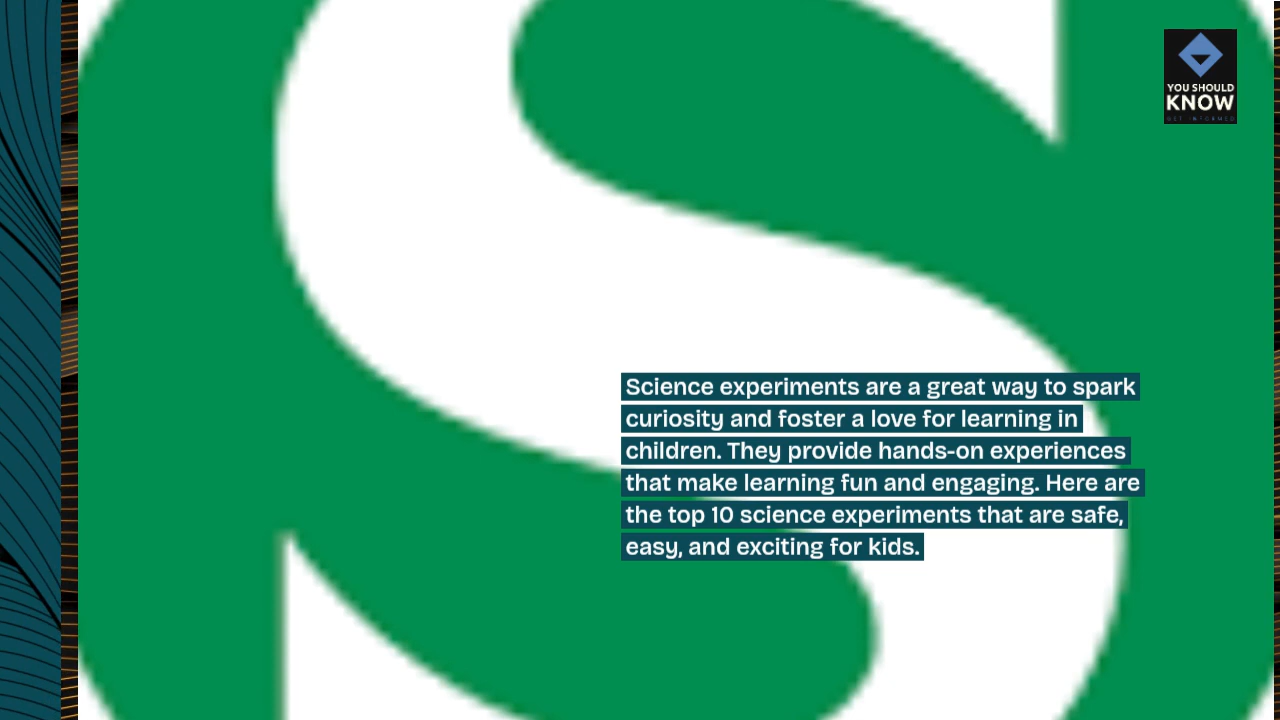 YOU SHOULD
KNOW
GET INFORMED
Science experiments are a great way to spark
curiosity and foster a love for learning in
children. They provide hands-on experiences
that make learning fun and engaging. Here are
the top 10 science experiments that are safe,
easy, and exciting for kids.